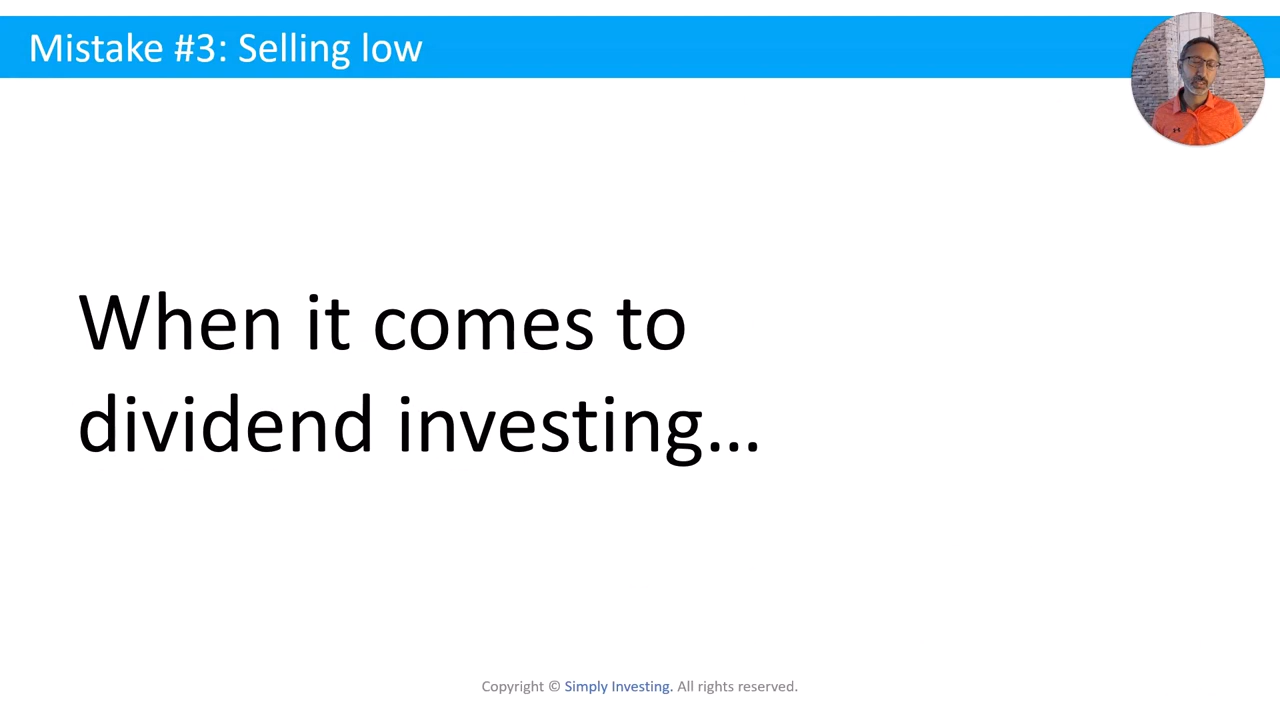 Mistake #3: Selling low
When it comes to
dividend investing...
Copyright © Simply Investing. All rights reserved.